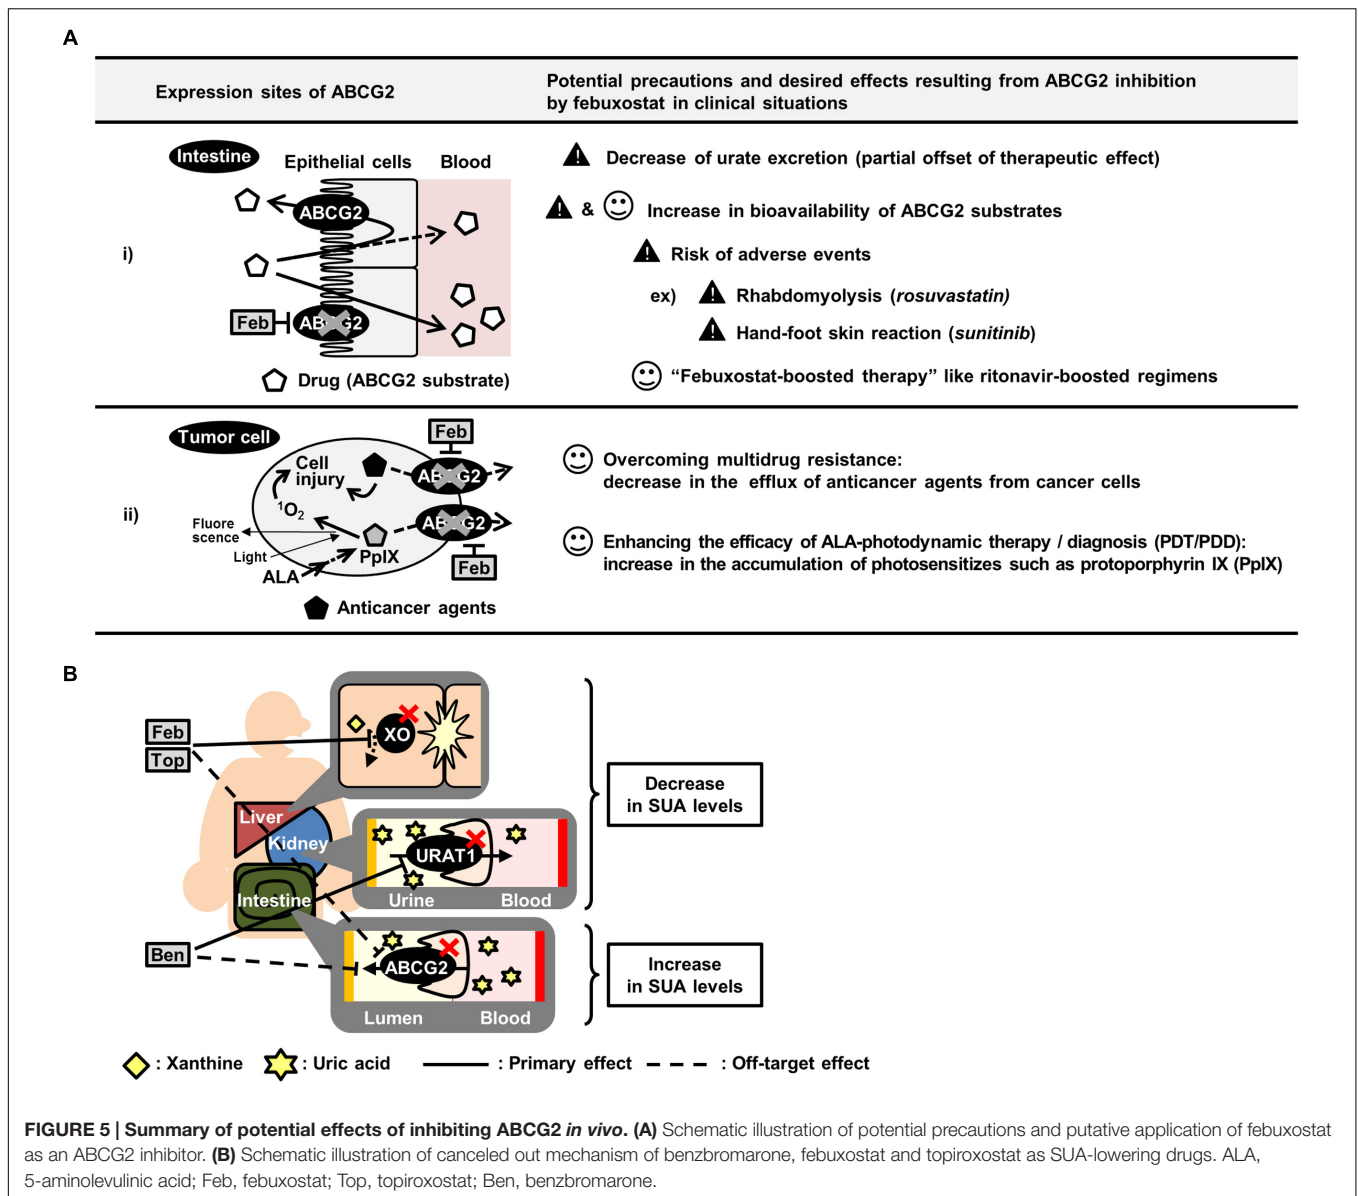 A
Expression sites of ABCG2
Potential precautions and desired effects resulting from ABCG2 inhibition
by febuxostat in clinical situations
i)
Intestine
Epithelial cells
Blood
ABCG2
Feb
ABCG2
Drug (ABCG2 substrate)
Decrease of urate excretion (partial offset of therapeutic effect)
& Increase in bioavailability of ABCG2 substrates
Risk of adverse events
ex) Rhabdomyolysis (rosuvastatin)
Hand-foot skin reaction (sunitinib)
“Febuxostat-boosted therapy” like ritonavir-boosted regimens
ii)
Tumor cell
Feb
Cell
injury
ABCG2
¹O₂
ABCG2
Fluore
scence
Light
PpIX
Feb
ALA
Anticancer agents
Overcoming multidrug resistance:
decrease in the efflux of anticancer agents from cancer cells
Enhancing the efficacy of ALA-photodynamic therapy / diagnosis (PDT/PDD):
increase in the accumulation of photosensitizes such as protoporphyrin IX (PpIX)
B
Feb
Top
XO
Liver
Kidney
URAT1
Urine
Blood
Intestine
Ben
ABCG2
Lumen
Blood
Decrease
in SUA levels
Increase
in SUA levels
: Xanthine : Uric acid : Primary effect : Off-target effect
FIGURE 5 | Summary of potential effects of inhibiting ABCG2 in vivo. (A) Schematic illustration of potential precautions and putative application of febuxostat
as an ABCG2 inhibitor. (B) Schematic illustration of canceled out mechanism of benzbromarone, febuxostat and topiroxostat as SUA-lowering drugs. ALA,
5-aminolevulinic acid; Feb, febuxostat; Top, topiroxostat; Ben, benzbromarone.